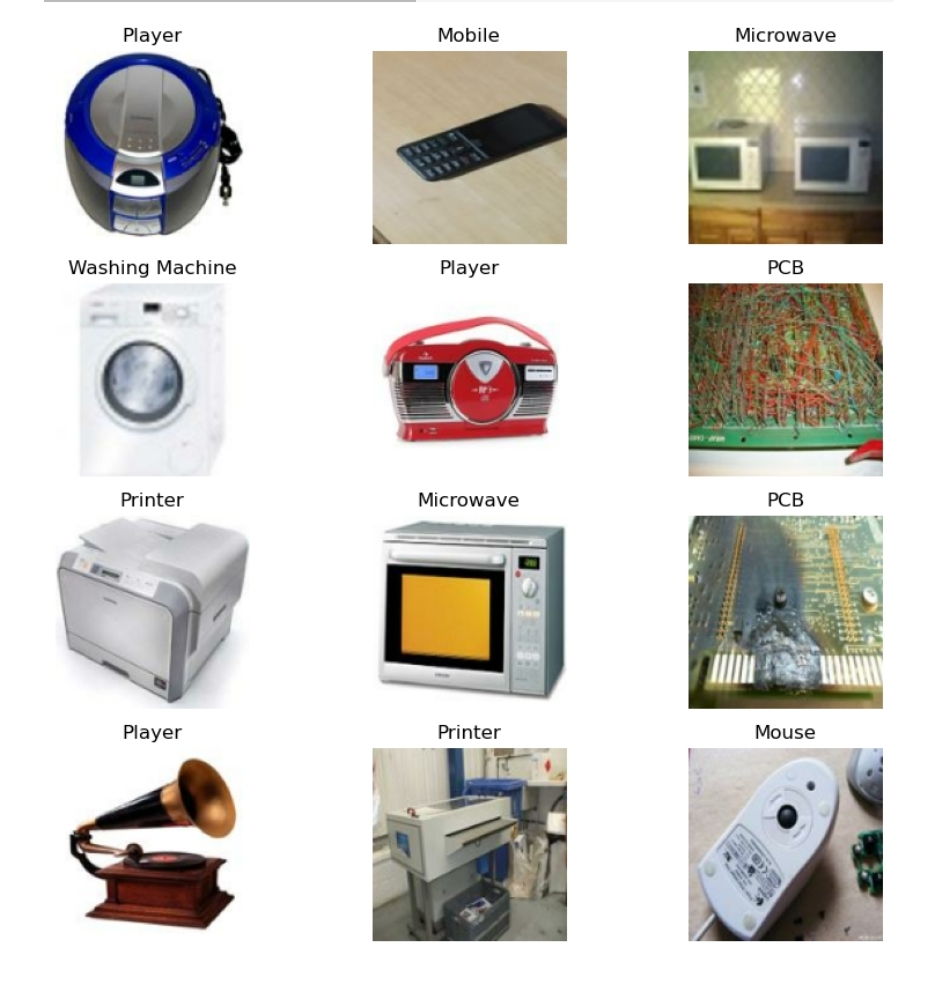 Player Mobile Microwave
Washing Machine Player PCB
Printer Microwave PCB
Player Printer Mouse